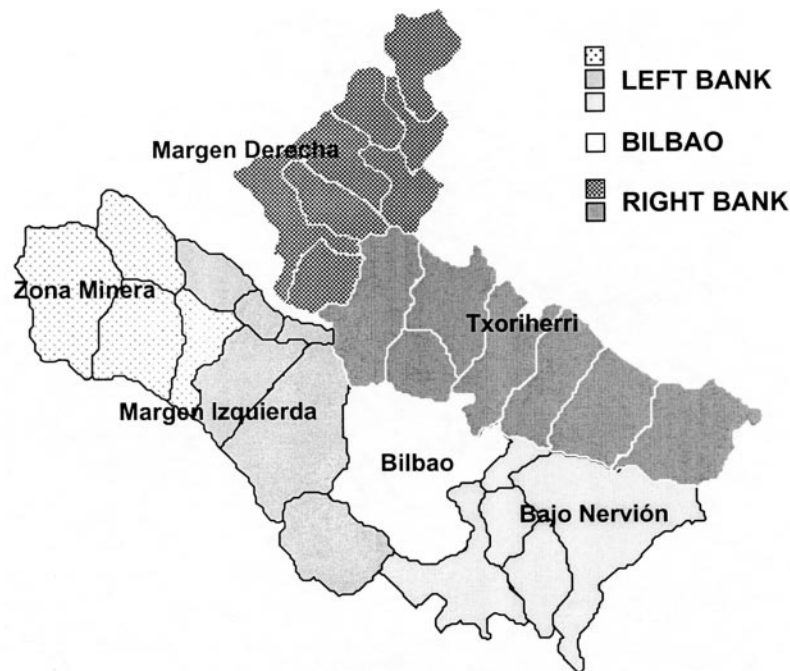 LEFT BANK
BILBAO
RIGHT BANK
Margen Derecha
Zona Minera
Txoriherri
Margen Izquierda
Bilbao
Bajo Nervión